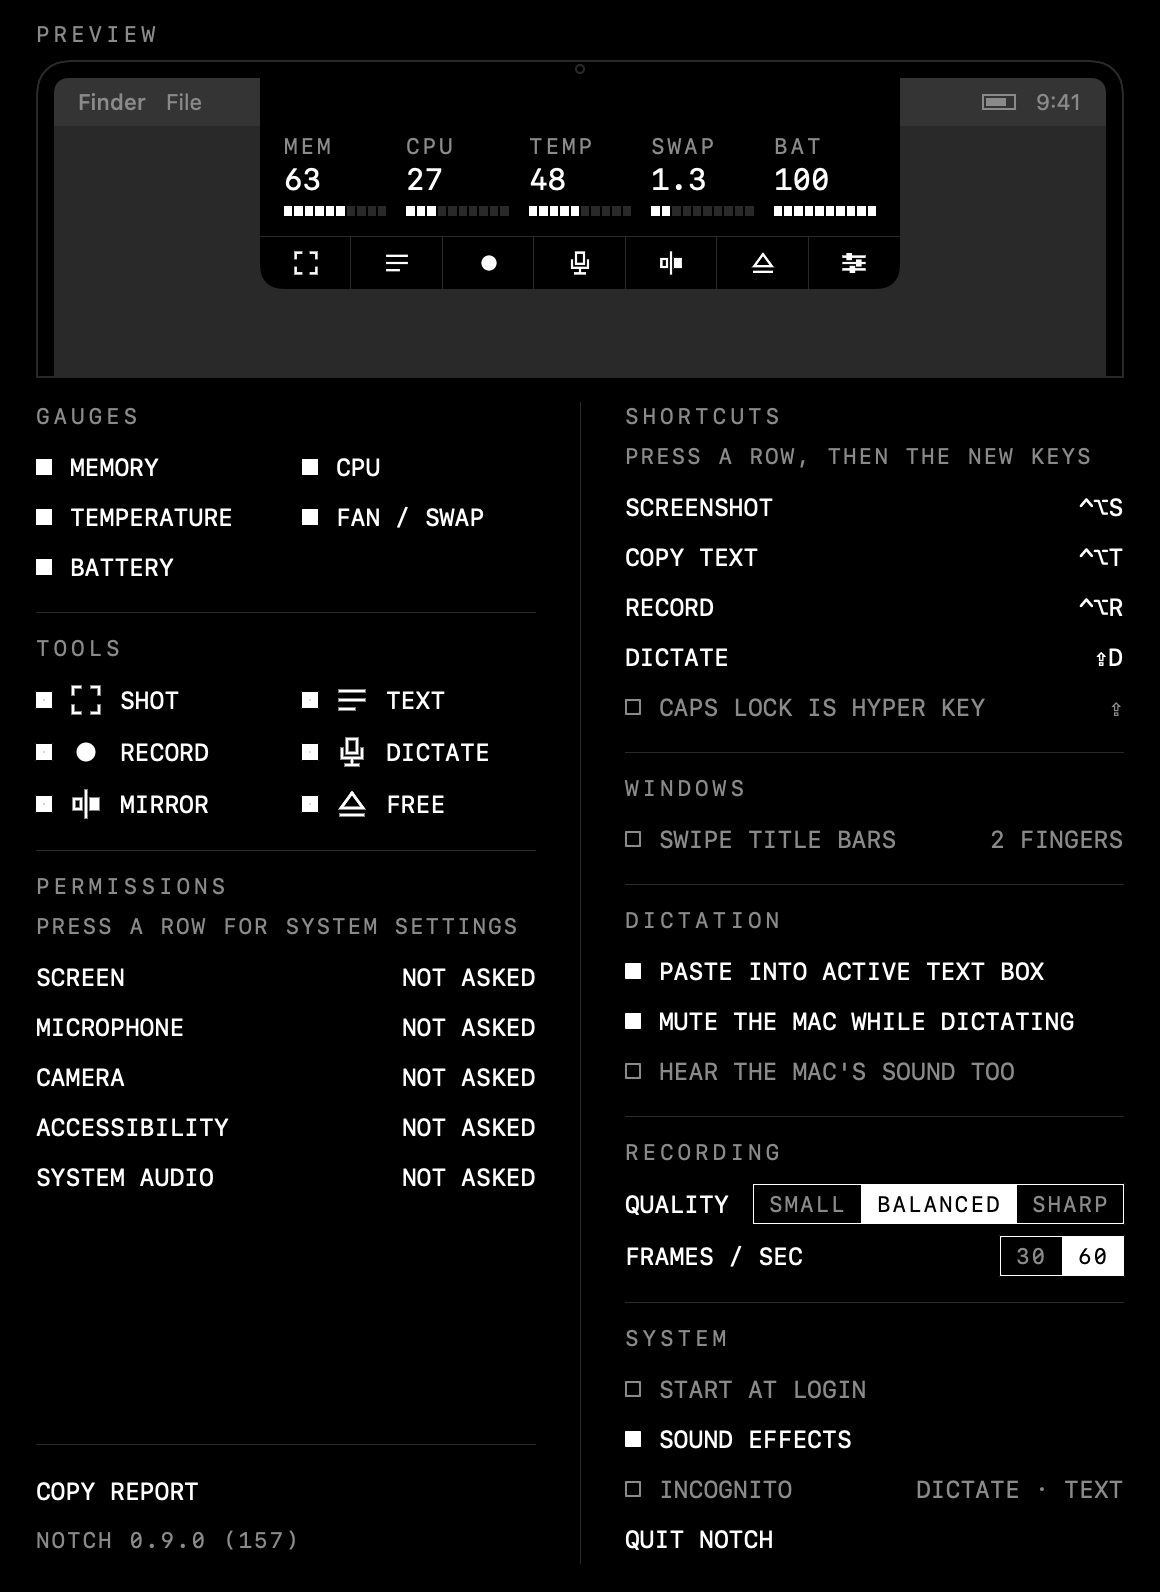 PREVIEW
Finder File 9:41
MEM CPU TEMP SWAP BAT
63 27 48 1.3 100
GAUGES
MEMORY CPU
TEMPERATURE FAN / SWAP
BATTERY
TOOLS
SHOT TEXT
RECORD DICTATE
MIRROR FREE
PERMISSIONS
PRESS A ROW FOR SYSTEM SETTINGS
SCREEN NOT ASKED
MICROPHONE NOT ASKED
CAMERA NOT ASKED
ACCESSIBILITY NOT ASKED
SYSTEM AUDIO NOT ASKED
COPY REPORT
NOTCH 0.9.0 (157)
SHORTCUTS
PRESS A ROW, THEN THE NEW KEYS
SCREENSHOT ^⌥S
COPY TEXT ^⌥T
RECORD ^⌥R
DICTATE ⇪D
CAPS LOCK IS HYPER KEY ⇪
WINDOWS
SWIPE TITLE BARS 2 FINGERS
DICTATION
PASTE INTO ACTIVE TEXT BOX
MUTE THE MAC WHILE DICTATING
HEAR THE MAC'S SOUND TOO
RECORDING
QUALITY SMALL BALANCED SHARP
FRAMES / SEC 30 60
SYSTEM
START AT LOGIN
SOUND EFFECTS
INCOGNITO DICTATE · TEXT
QUIT NOTCH